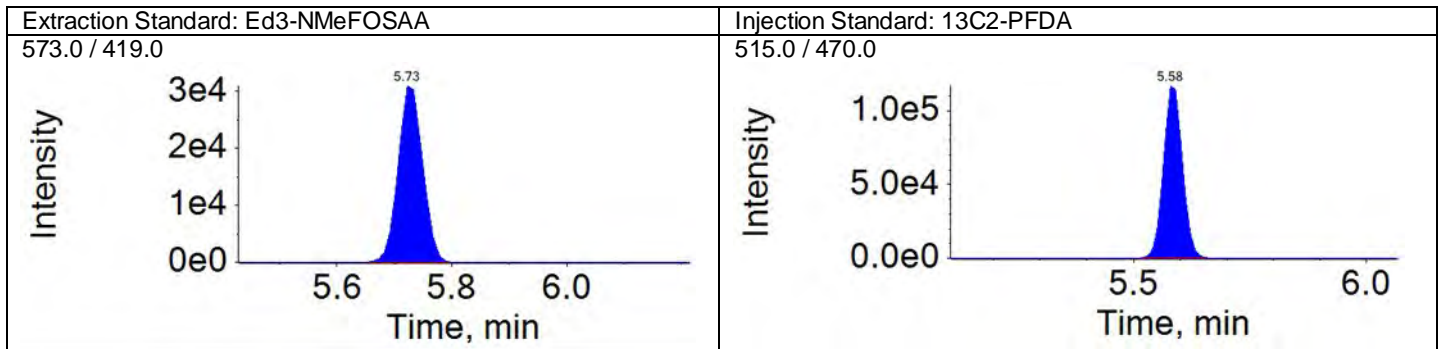 Extraction Standard: Ed3-NMeFOSAA
573.0 / 419.0
5.73
3e4
2e4
1e4
0e0
Intensity
5.6 5.8 6.0
Time, min
Injection Standard: 13C2-PFDA
515.0 / 470.0
5.58
1.0e5
5.0e4
0.0e0
Intensity
5.5 6.0
Time, min